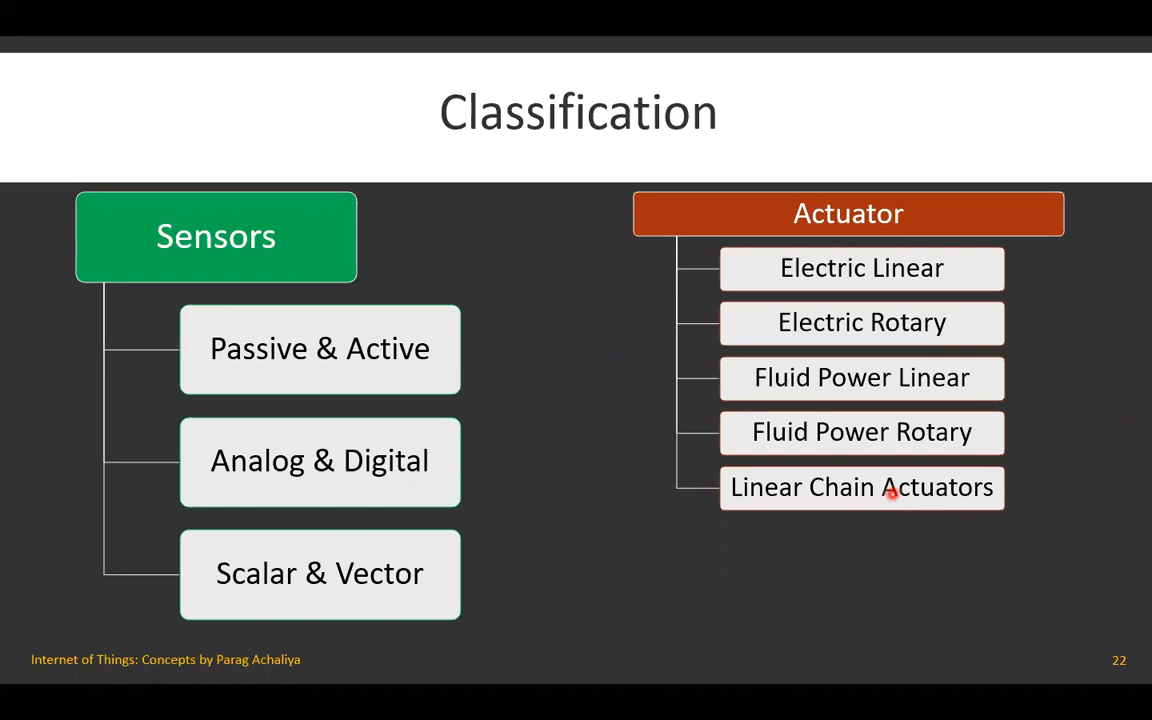 Classification
Sensors
Passive & Active
Analog & Digital
Scalar & Vector
Actuator
Electric Linear
Electric Rotary
Fluid Power Linear
Fluid Power Rotary
Linear Chain Actuators
Internet of Things: Concepts by Parag Achaliya
22